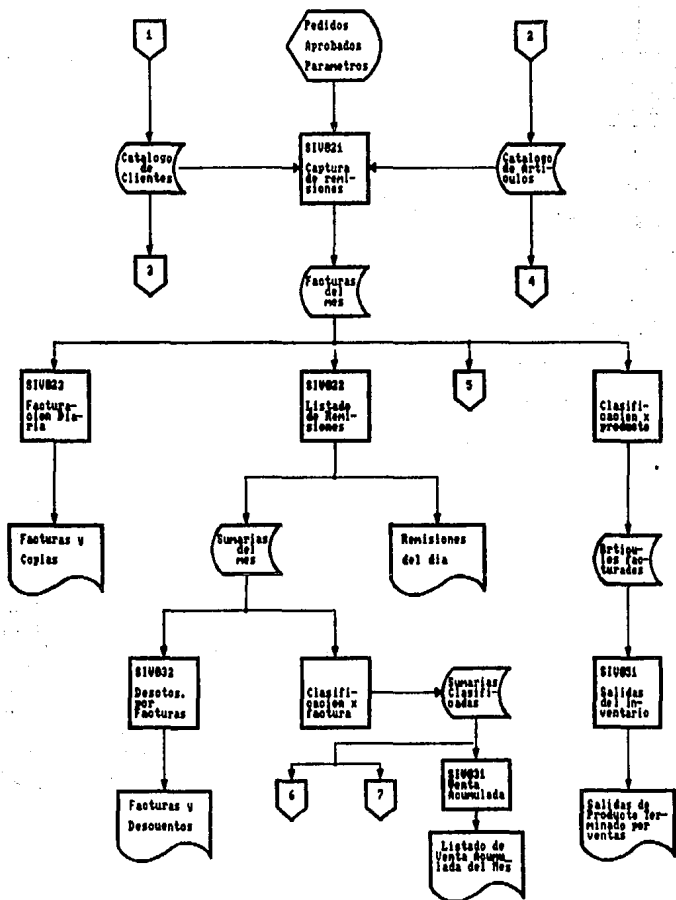 1
Pedidos
Aprobados
Parametros
2
Catalogo
de
Clientes
SIV021
Captura
de remi-
siones
Catalogo
de Arti-
culos
3
Facturas
del
mes
4
SIV023
Factura-
cion Dia-
ria
SIV022
Listado
de Remi-
siones
5
Clasifi-
cacion x
producto
Facturas y
Copias
Sumarias
del
mes
Remisiones
del dia
Articu-
los fac-
turados
SIV032
Desctos.
por
Facturas
Clasifi-
cacion x
factura
Sumarias
Clasifi-
cadas
SIV051
Salidas
del in-
ventario
6
7
SIV031
Venta
Acumulada
Facturas y
Descuentos
Listado de
Venta Acumu_
lada del Mes
Salidas de
Producto Ter-
minado por
ventas